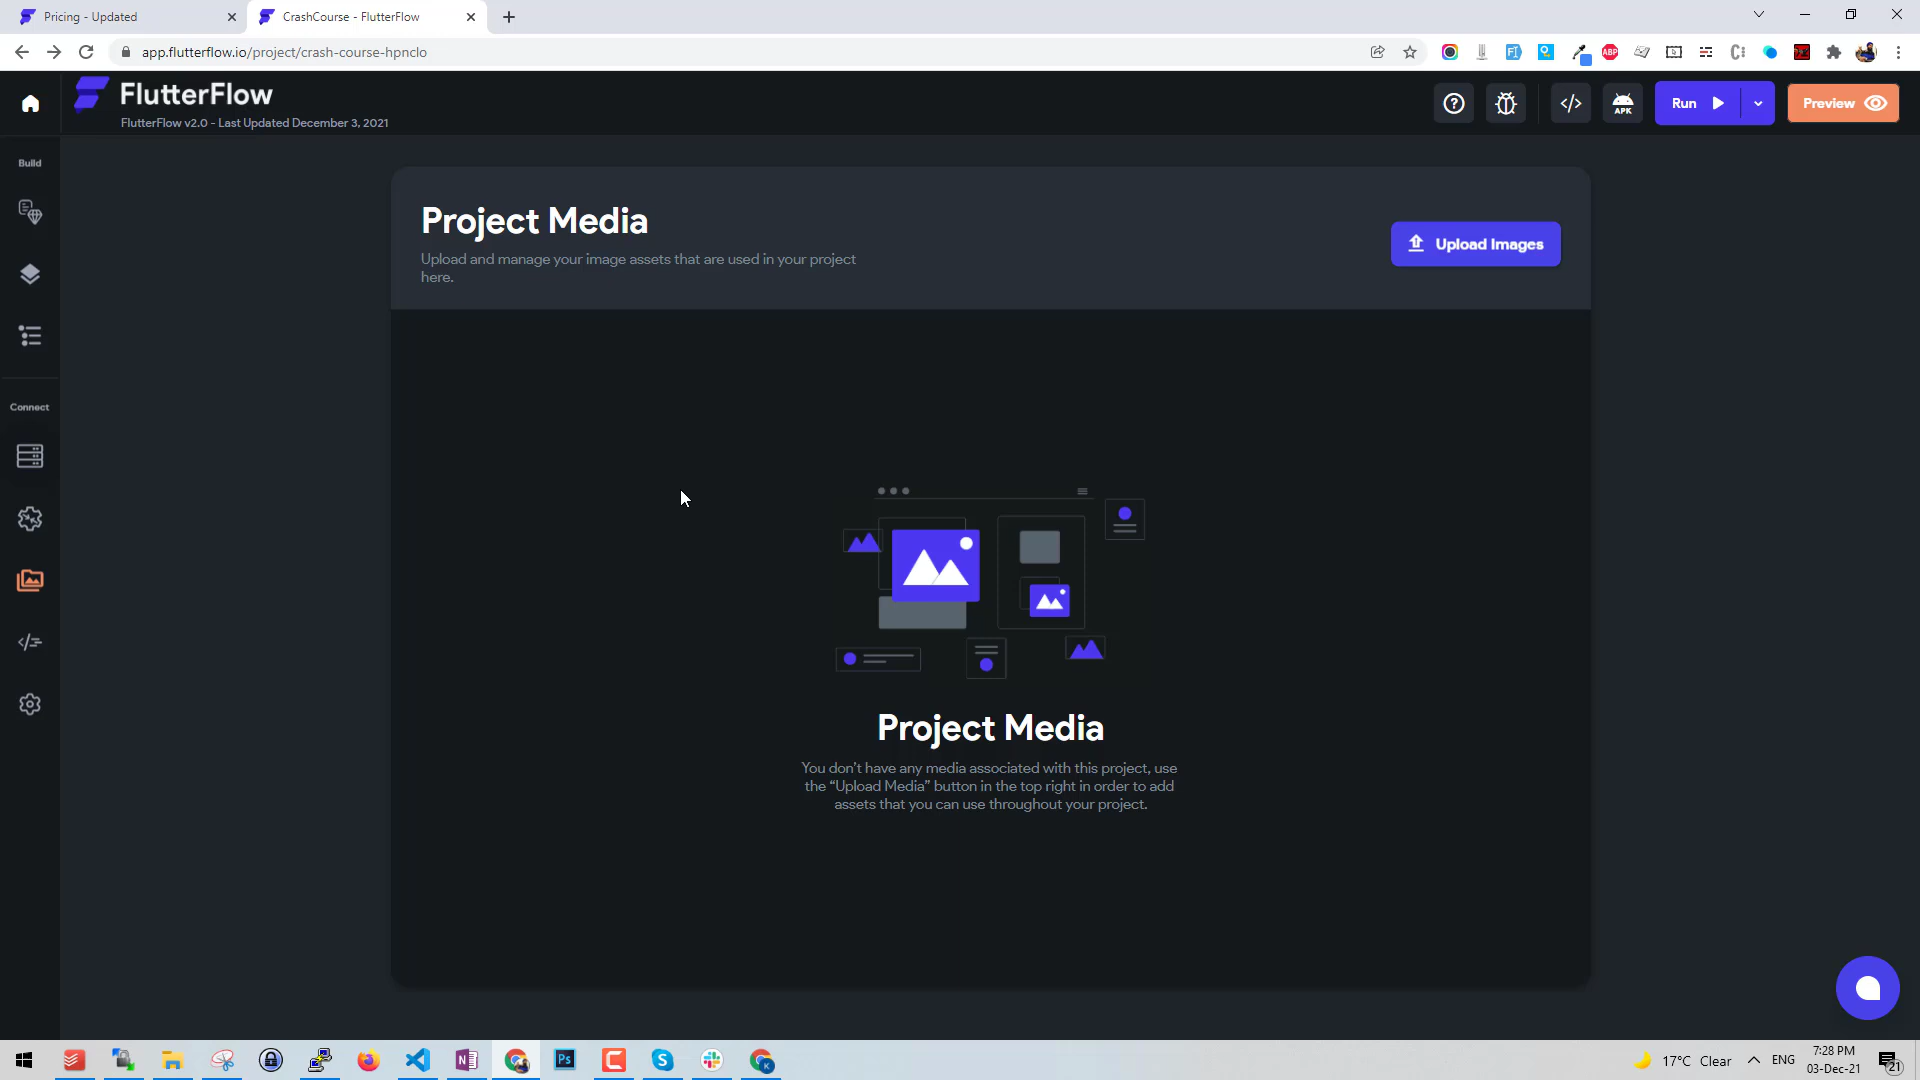 Pricing - Updated
CrashCourse - FlutterFlow
app.flutterflow.io/project/crash-course-hpnclo
ABP
FlutterFlow
FlutterFlow v2.0 - Last Updated December 3, 2021
APK
Run
Preview
Build
Connect
Project Media
Upload and manage your image assets that are used in your project
here.
Upload Images
Project Media
You don't have any media associated with this project, use
the “Upload Media” button in the top right in order to add
assets that you can use throughout your project.
17°C Clear
ENG
7:28 PM
03-Dec-21
21